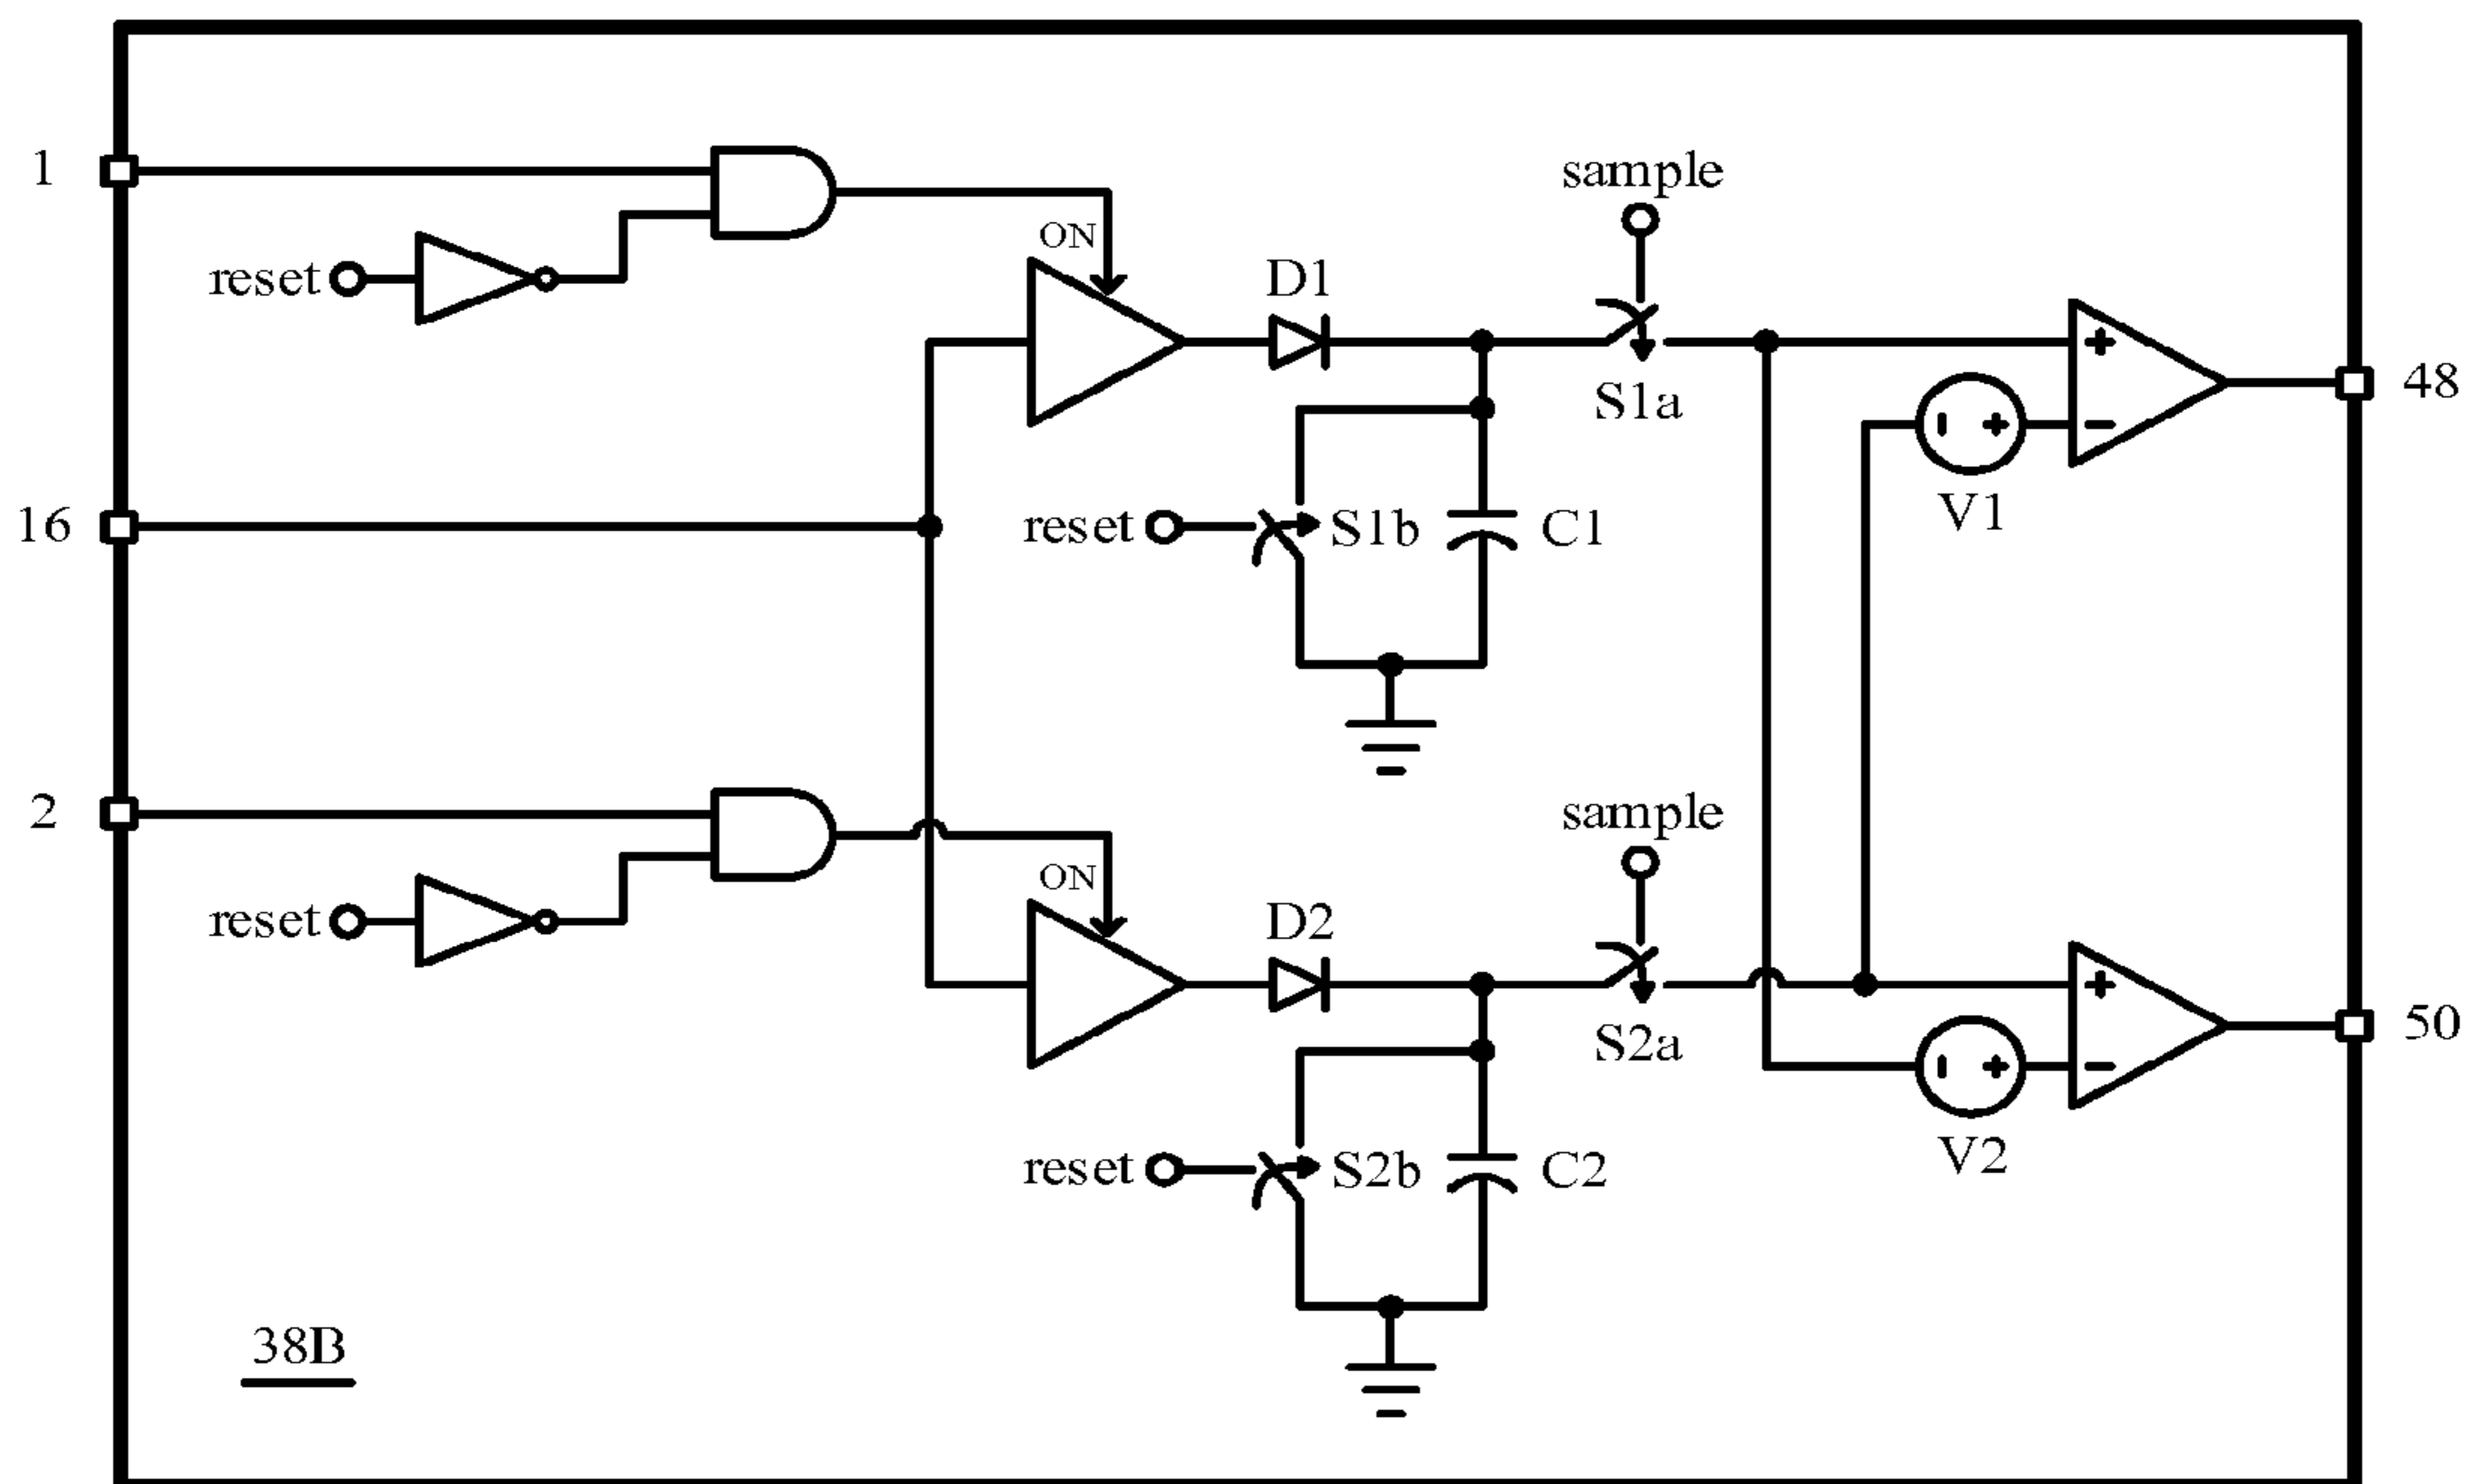 1
sample
ON
reset
D1
48
S1a
V1
16
reset
S1b
C1
2
sample
ON
reset
D2
50
S2a
V2
reset
S2b
C2
38B